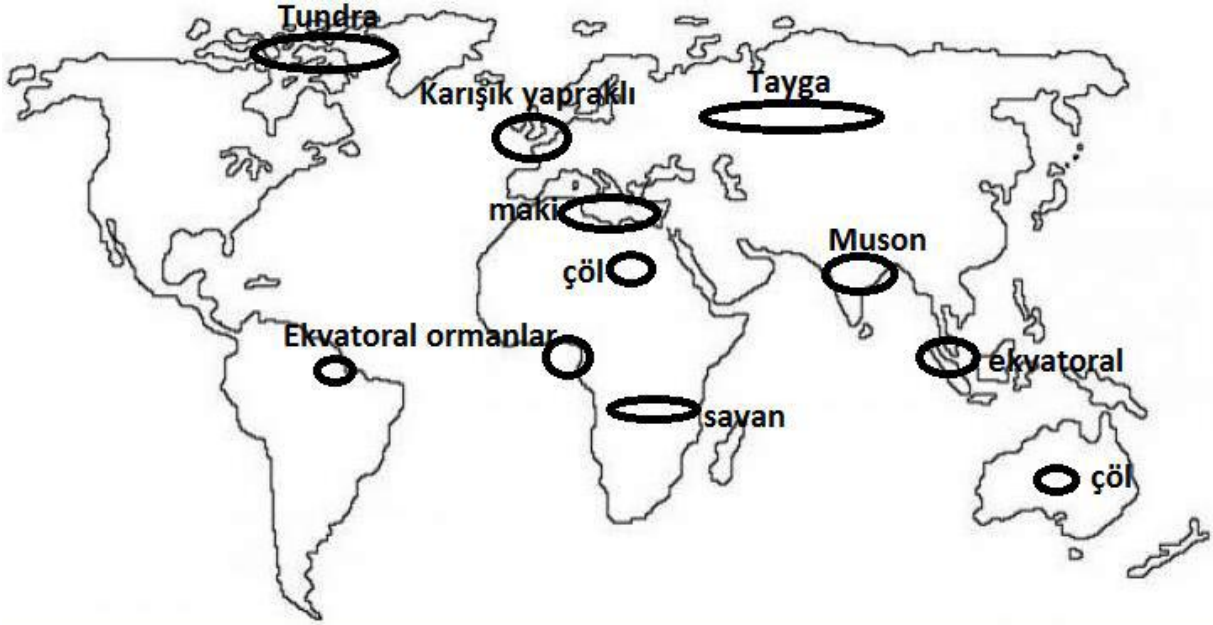 Tundra
Karışık yapraklı
Tayga
maki
Muson
çöl
Ekvatoral ormanlar
ekvatoral
savan
çöl